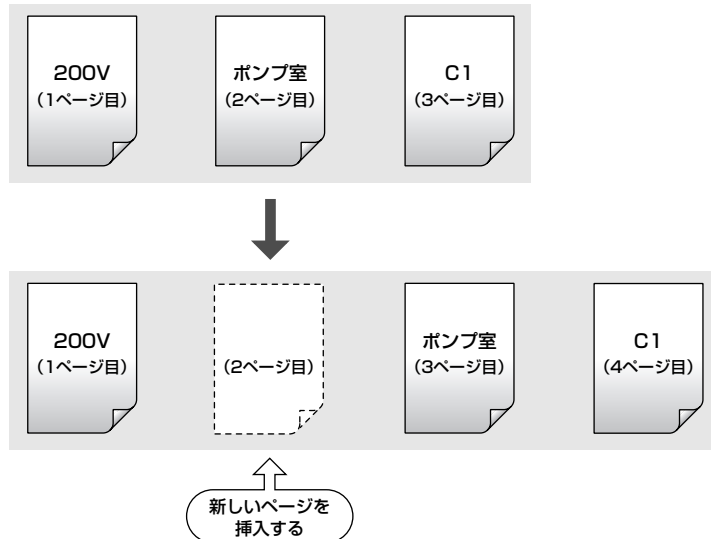 200V
(1ページ目)
ポンプ室
(2ページ目)
C1
(3ページ目)
200V
(1ページ目)
(2ページ目)
ポンプ室
(3ページ目)
C1
(4ページ目)
新しいページを
挿入する